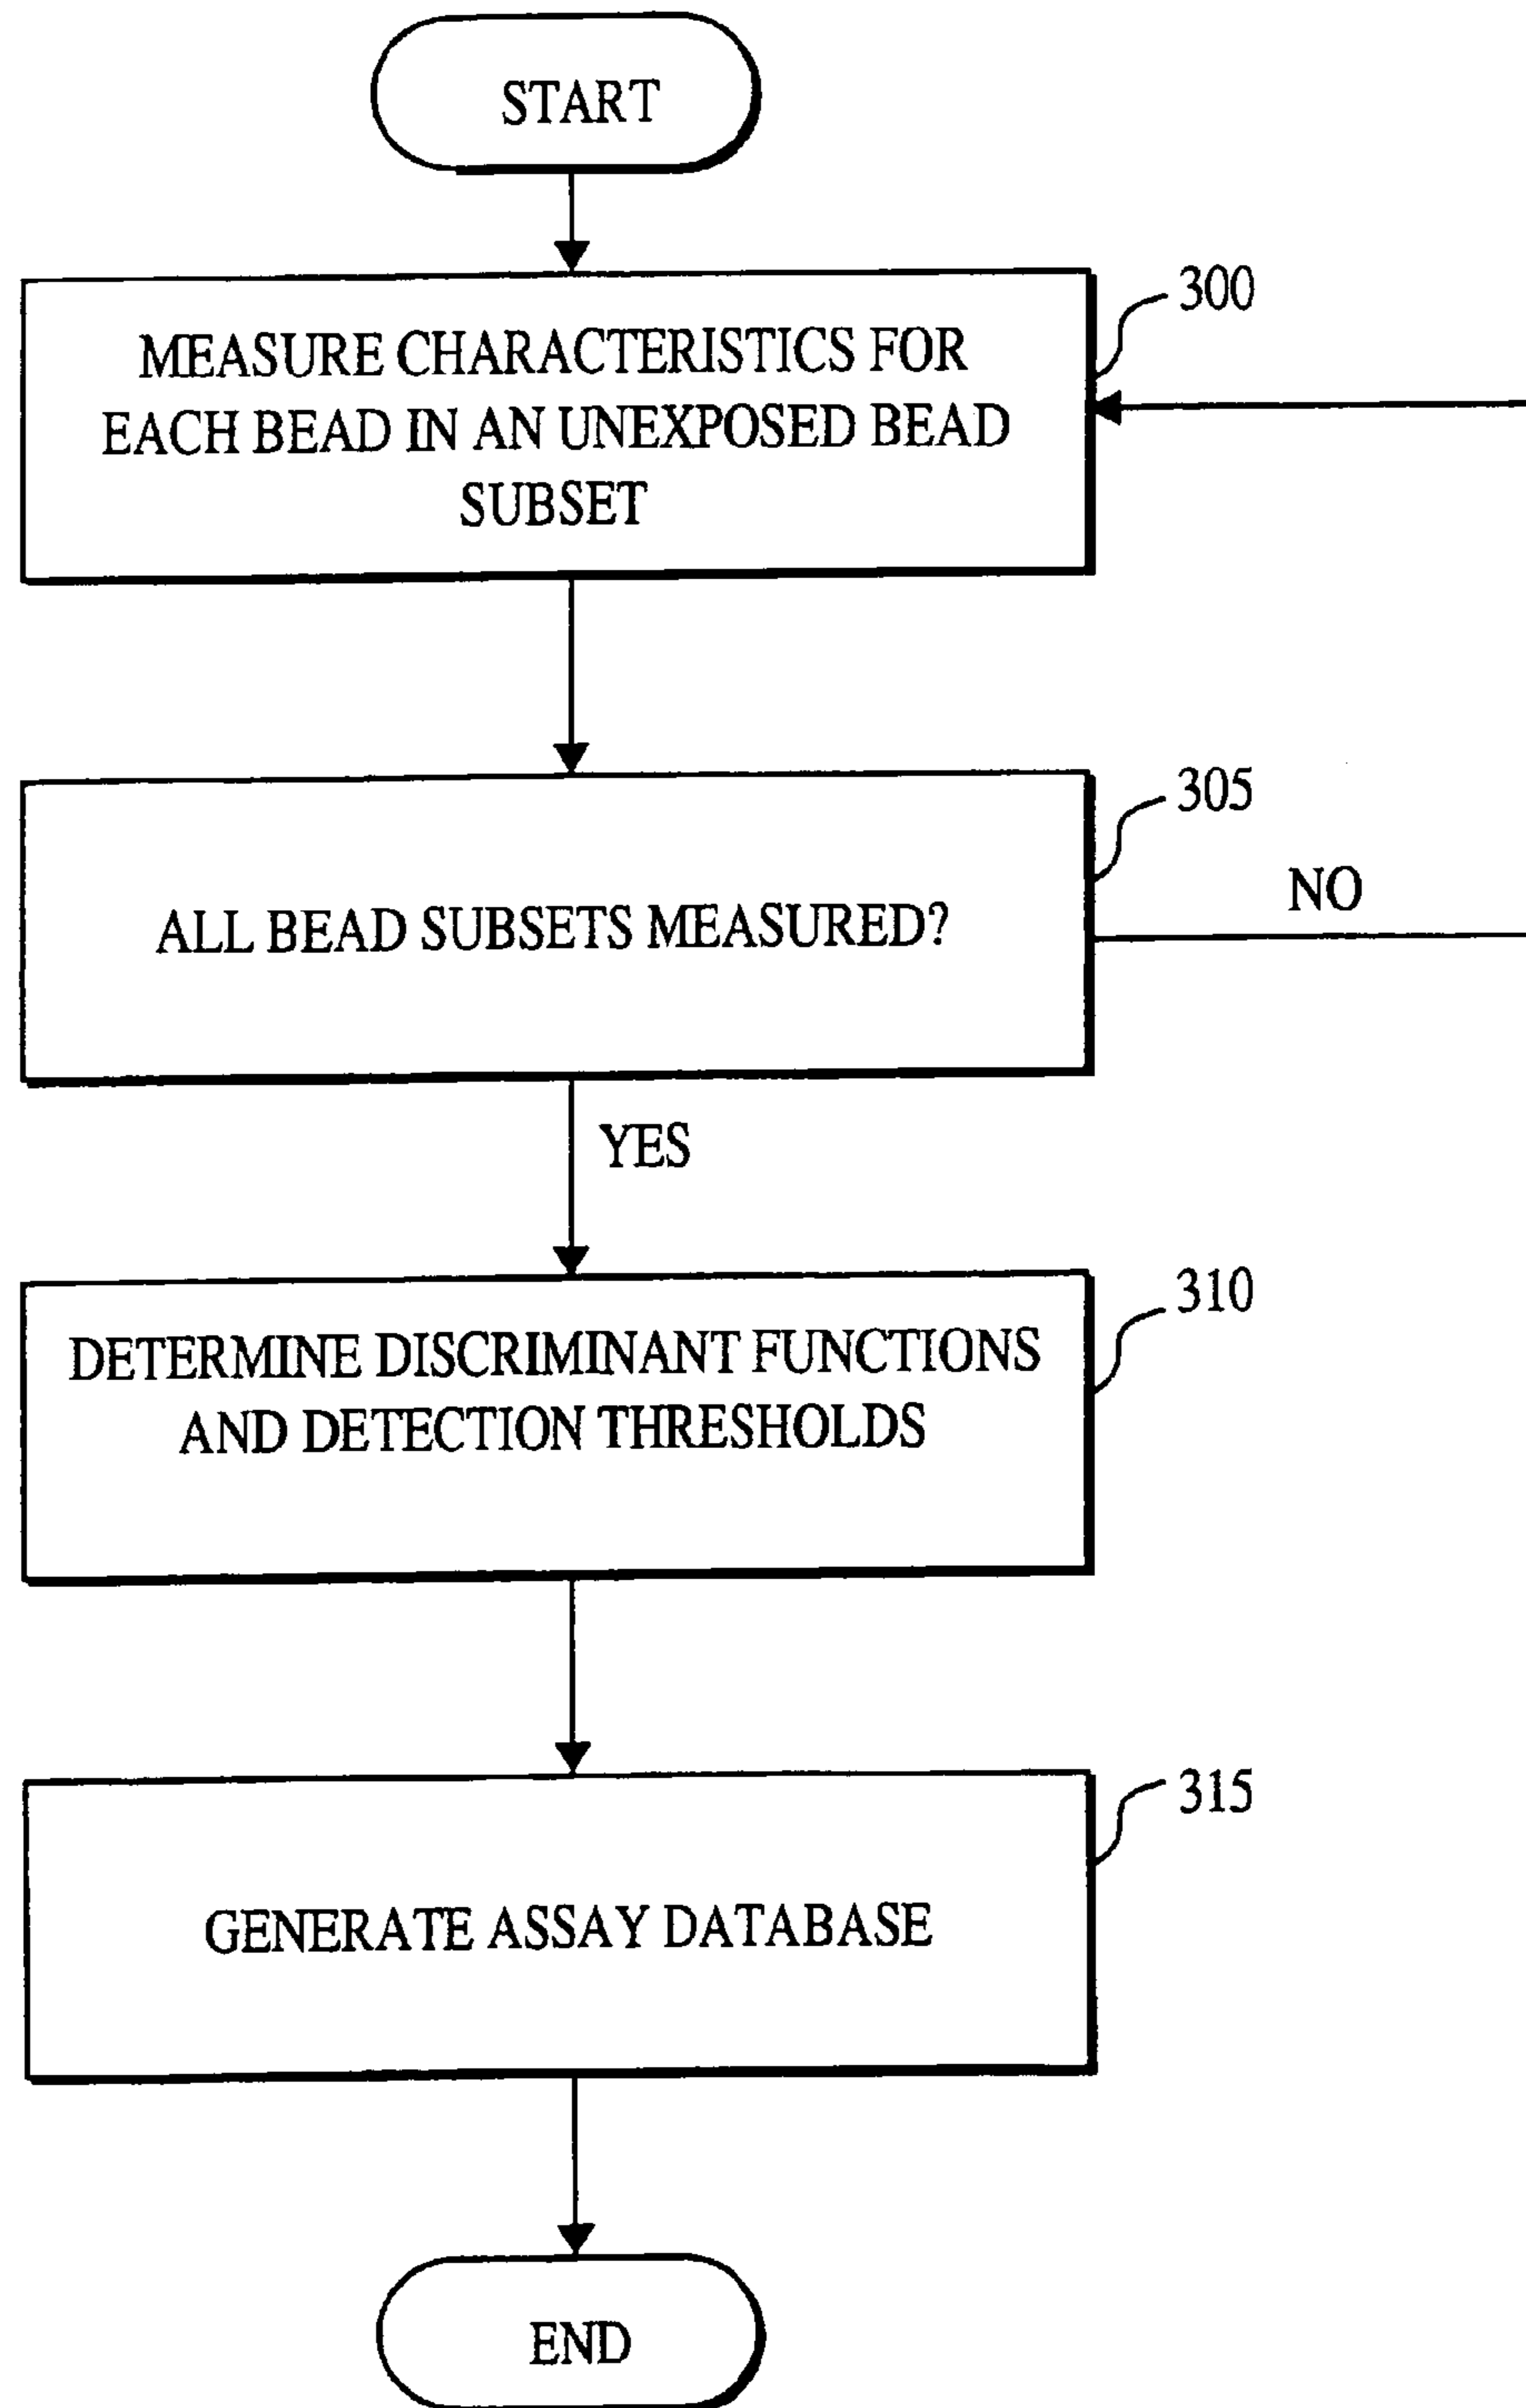 START
300
MEASURE CHARACTERISTICS FOR
EACH BEAD IN AN UNEXPOSED BEAD
SUBSET
305
ALL BEAD SUBSETS MEASURED?
NO
YES
310
DETERMINE DISCRIMINANT FUNCTIONS
AND DETECTION THRESHOLDS
315
GENERATE ASSAY DATABASE
END